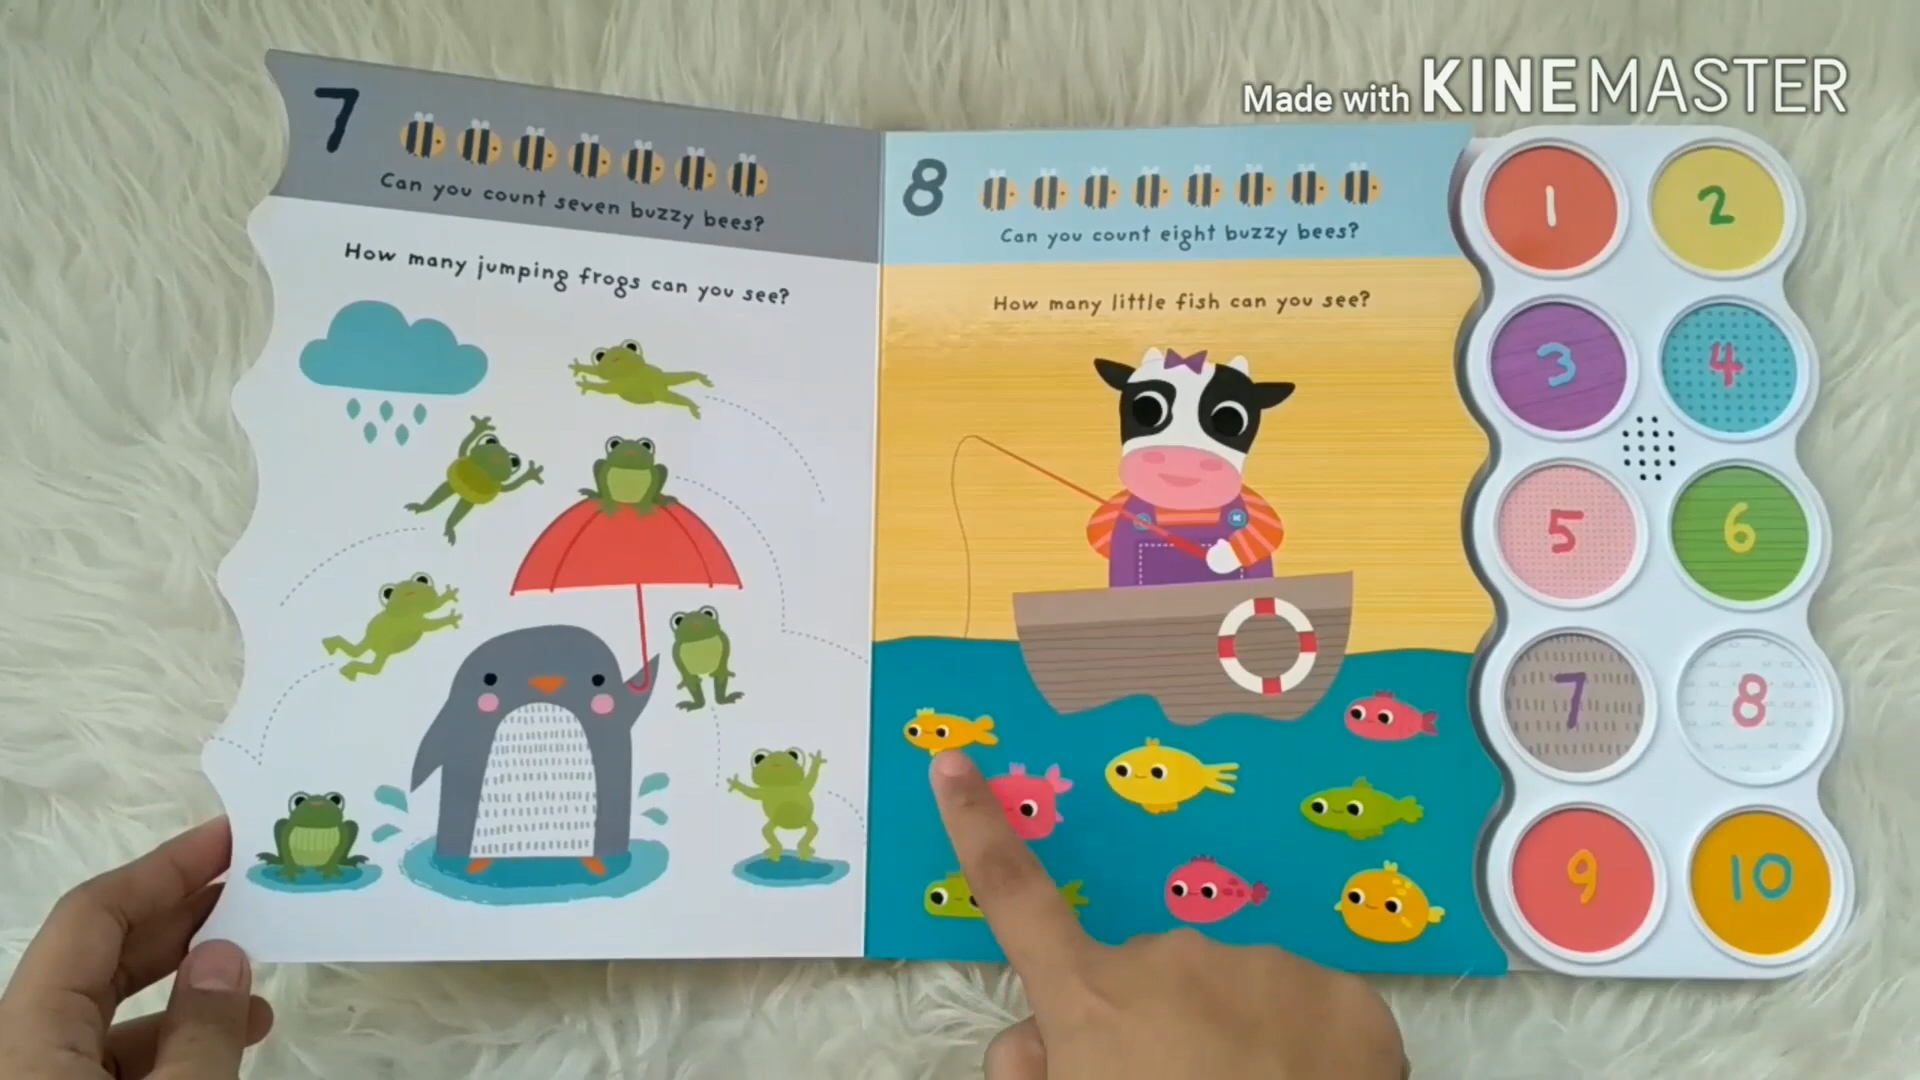 Made with KINEMASTER
7
Can you count seven buzzy bees?
How many jumping frogs can you see?
8
Can you count eight buzzy bees?
How many little fish can you see?
1
2
3
4
5
6
7
8
9
10